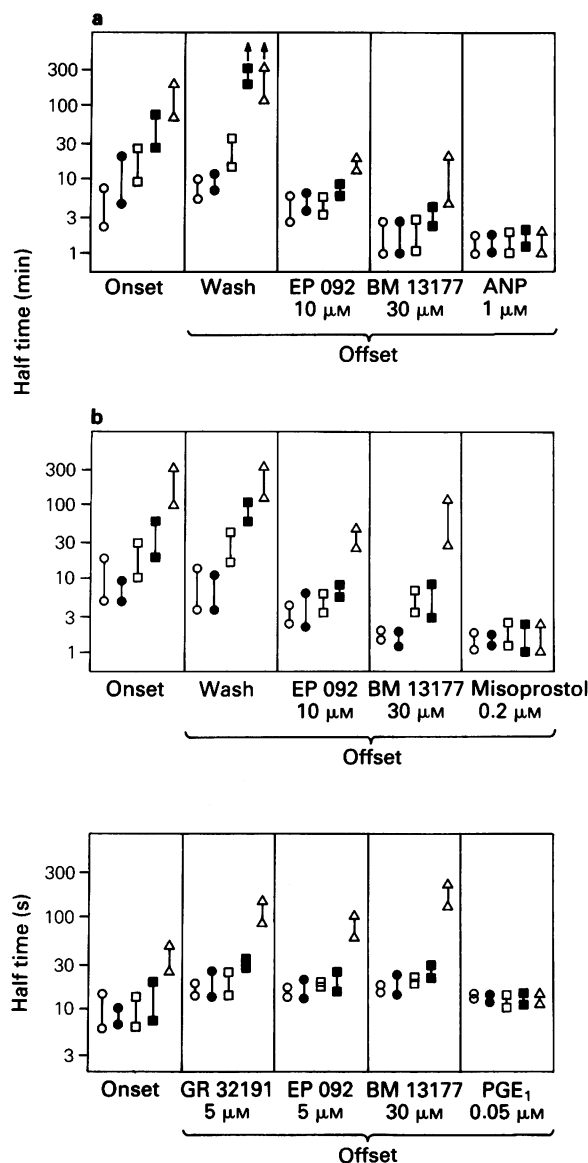 a
300
100
30
10
3
1
Half time (min)
Onset Wash EP 092 BM 13177 ANP
10 μM 30 μM 1 μM
Offset
b
300
100
30
10
3
1
Onset Wash EP 092 BM 13177 Misoprostol
10 μM 30 μM 0.2 μM
Offset
300
100
30
10
3
Half time (s)
Onset GR 32191 EP 092 BM 13177 PGE₁
5 μM 5 μM 30 μM 0.05 μM
Offset